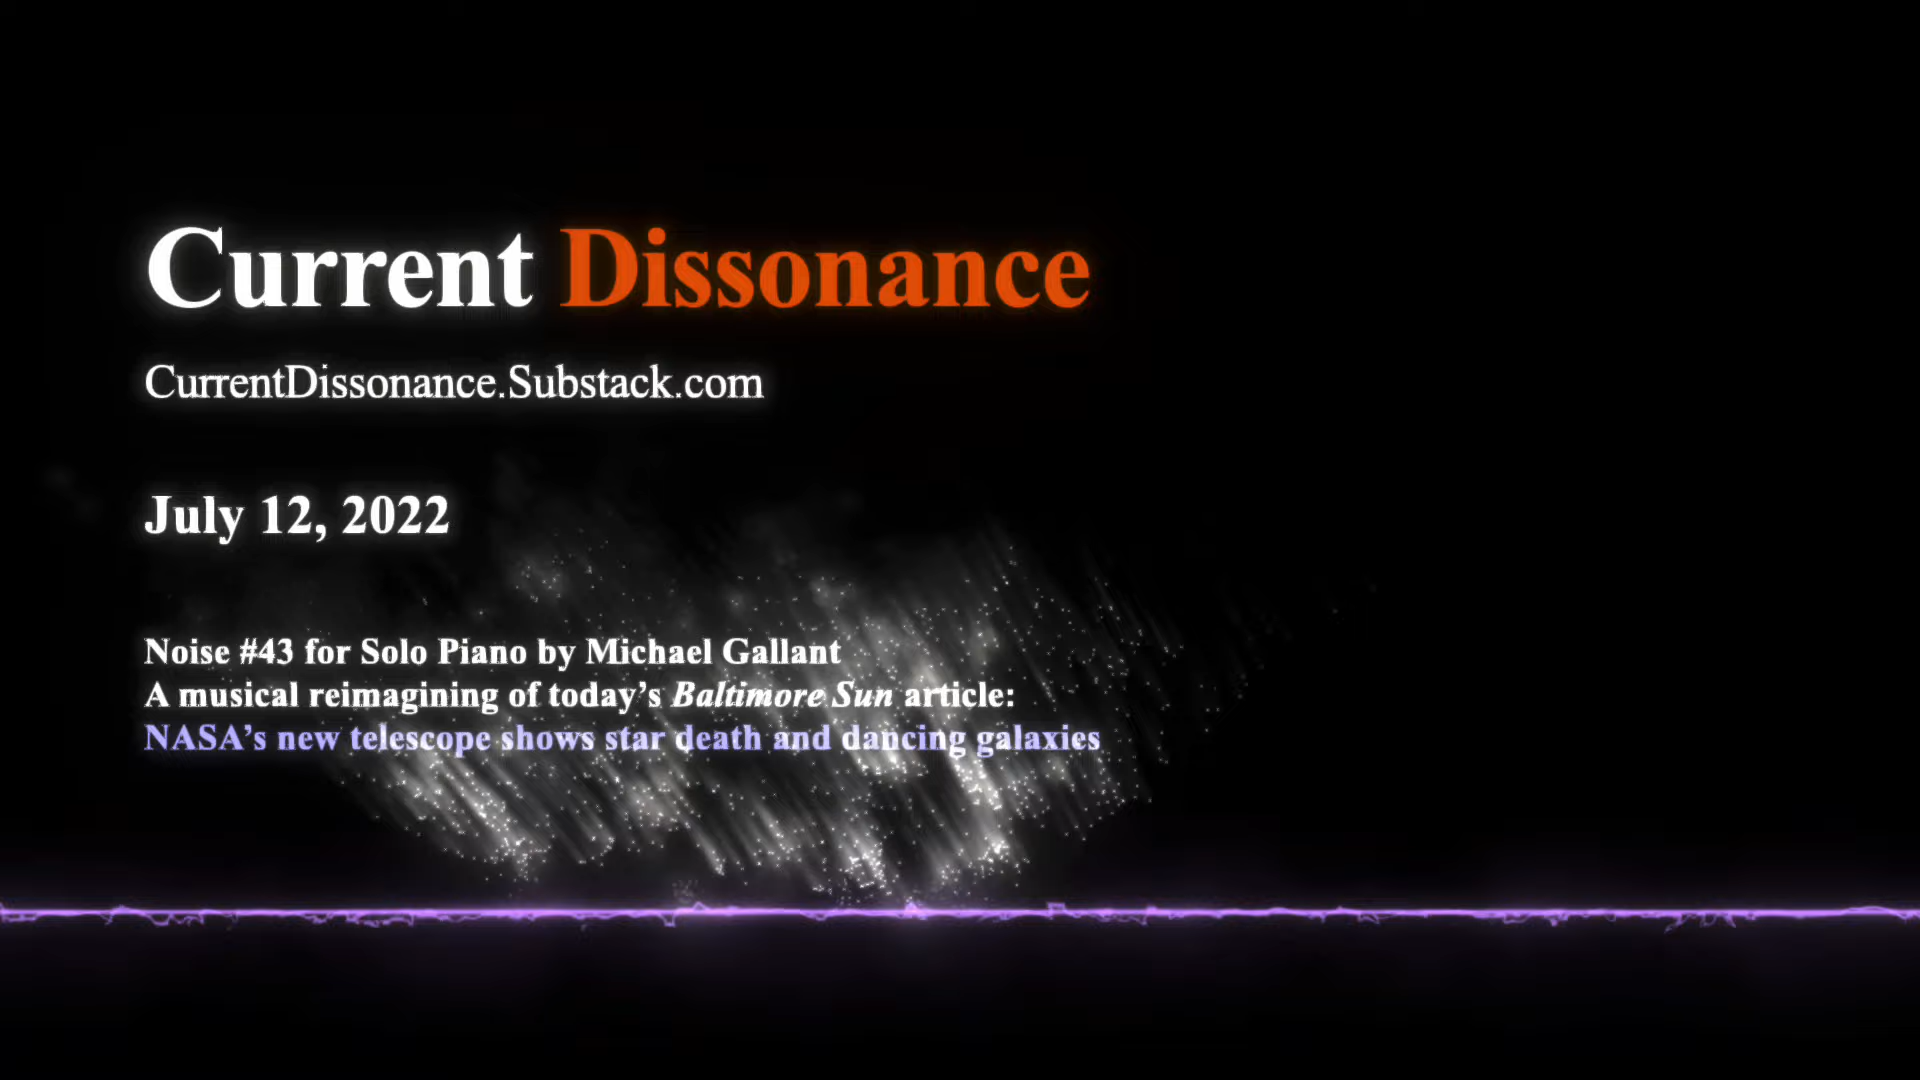 Current Dissonance
CurrentDissonance.Substack.com
July 12, 2022
Noise #43 for Solo Piano by Michael Gallant
A musical reimagining of today’s Baltimore Sun article:
NASA’s new telescope shows star death and dancing galaxies